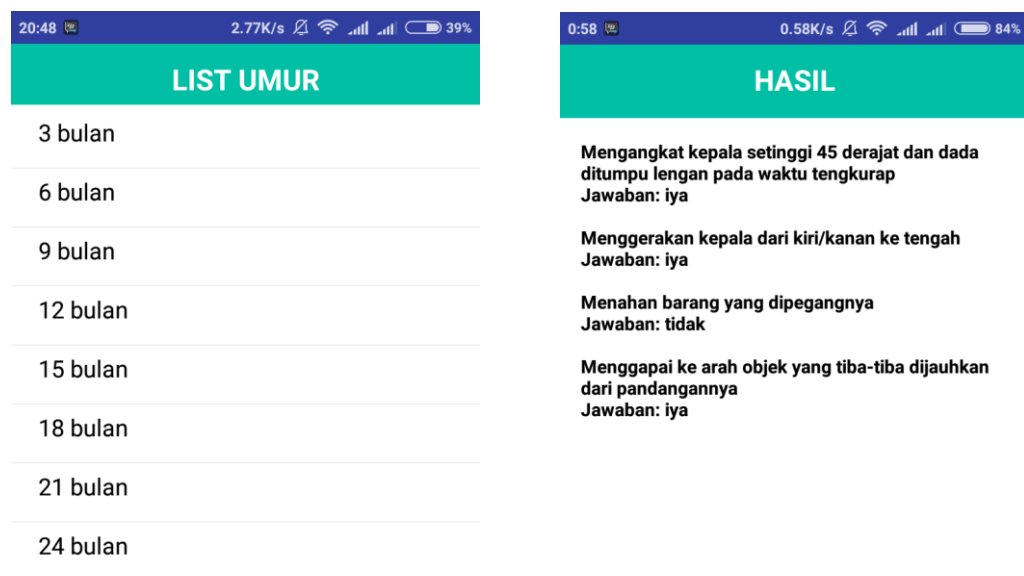 20:48 2.77K/s 39%
LIST UMUR
3 bulan
6 bulan
9 bulan
12 bulan
15 bulan
18 bulan
21 bulan
24 bulan
0:58 0.58K/s 84%
HASIL
Mengangkat kepala setinggi 45 derajat dan dada
ditumpu lengan pada waktu tengkurap
Jawaban: iya
Menggerakan kepala dari kiri/kanan ke tengah
Jawaban: iya
Menahan barang yang dipegangnya
Jawaban: tidak
Menggapai ke arah objek yang tiba-tiba dijauhkan
dari pandangannya
Jawaban: iya